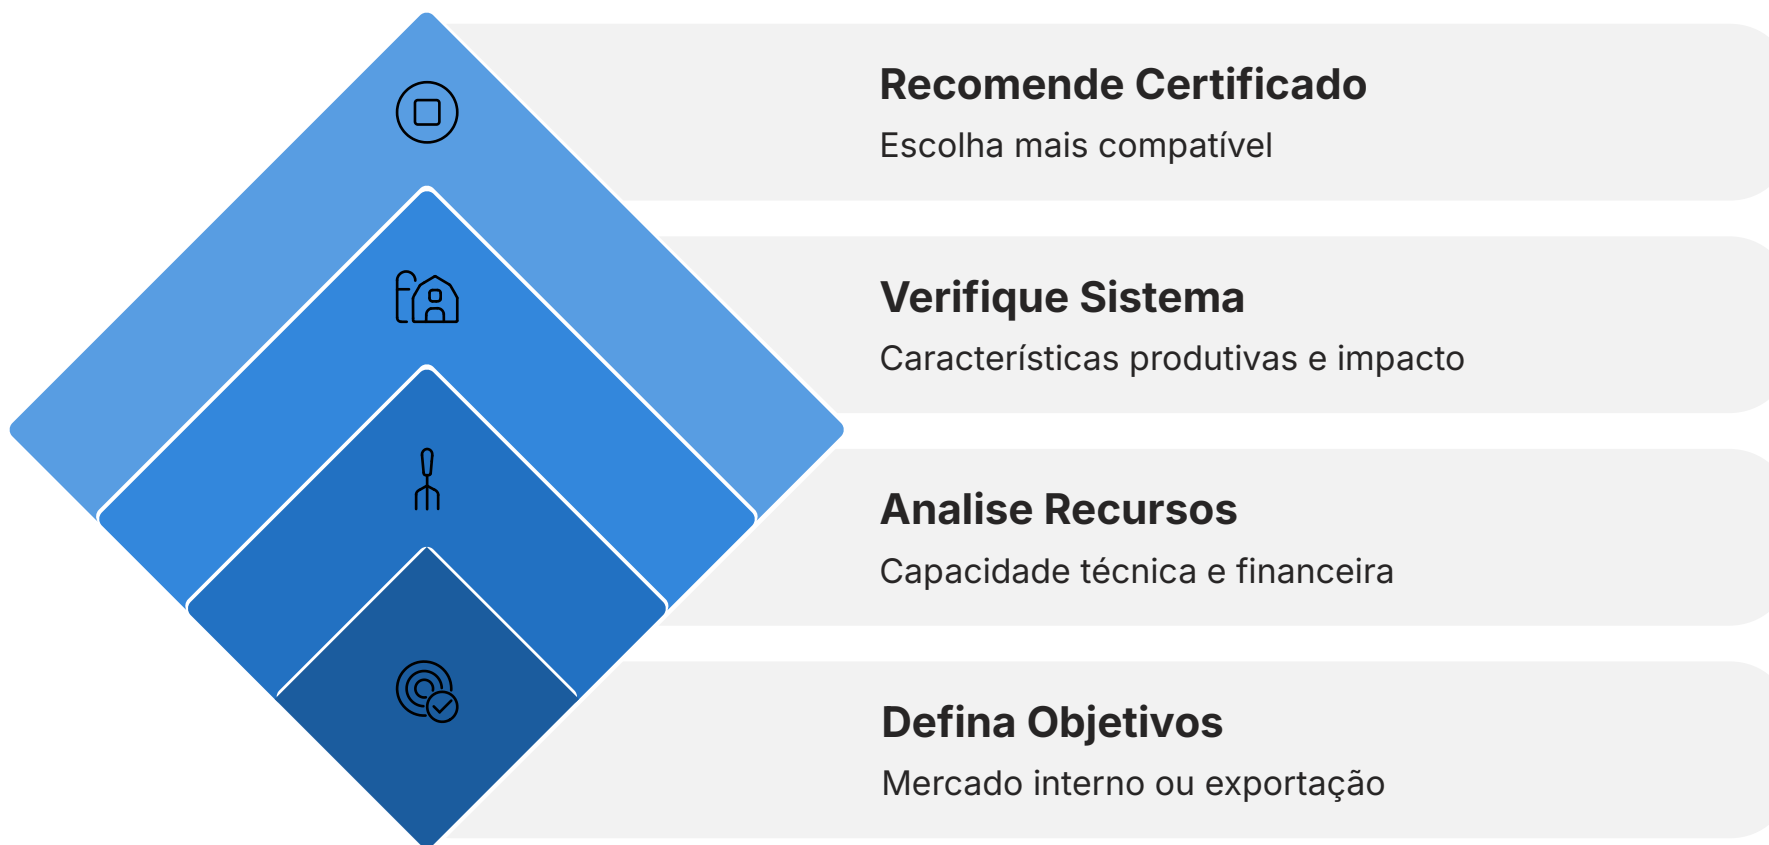 Recomende Certificado
Escolha mais compatível
Verifique Sistema
Características produtivas e impacto
Analise Recursos
Capacidade técnica e financeira
Defina Objetivos
Mercado interno ou exportação